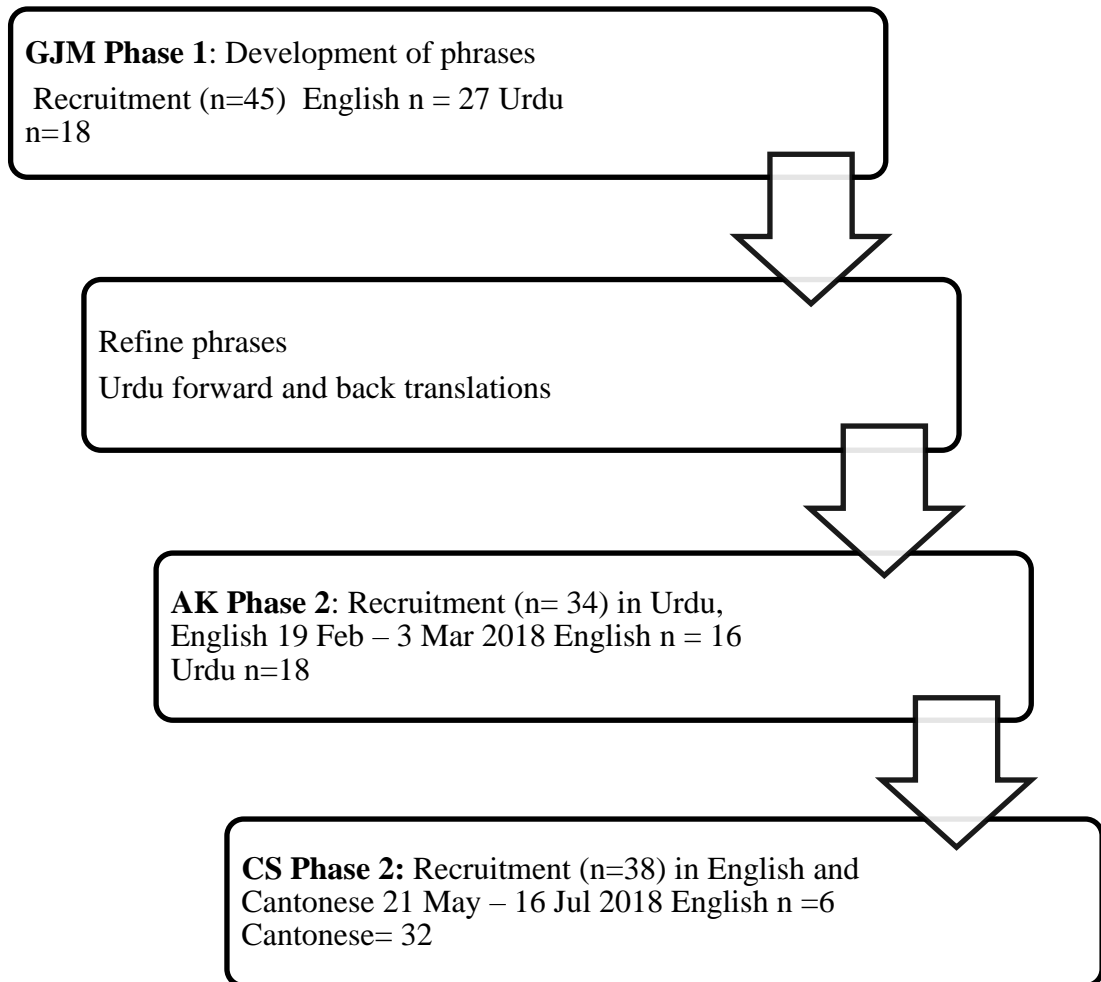 GJM Phase 1: Development of phrases
Recruitment (n=45)  English n = 27 Urdu
n=18
Refine phrases
Urdu forward and back translations
AK Phase 2: Recruitment (n= 34) in Urdu,
English 19 Feb – 3 Mar 2018 English n = 16
Urdu n=18
CS Phase 2: Recruitment (n=38) in English and
Cantonese 21 May – 16 Jul 2018 English n =6
Cantonese= 32